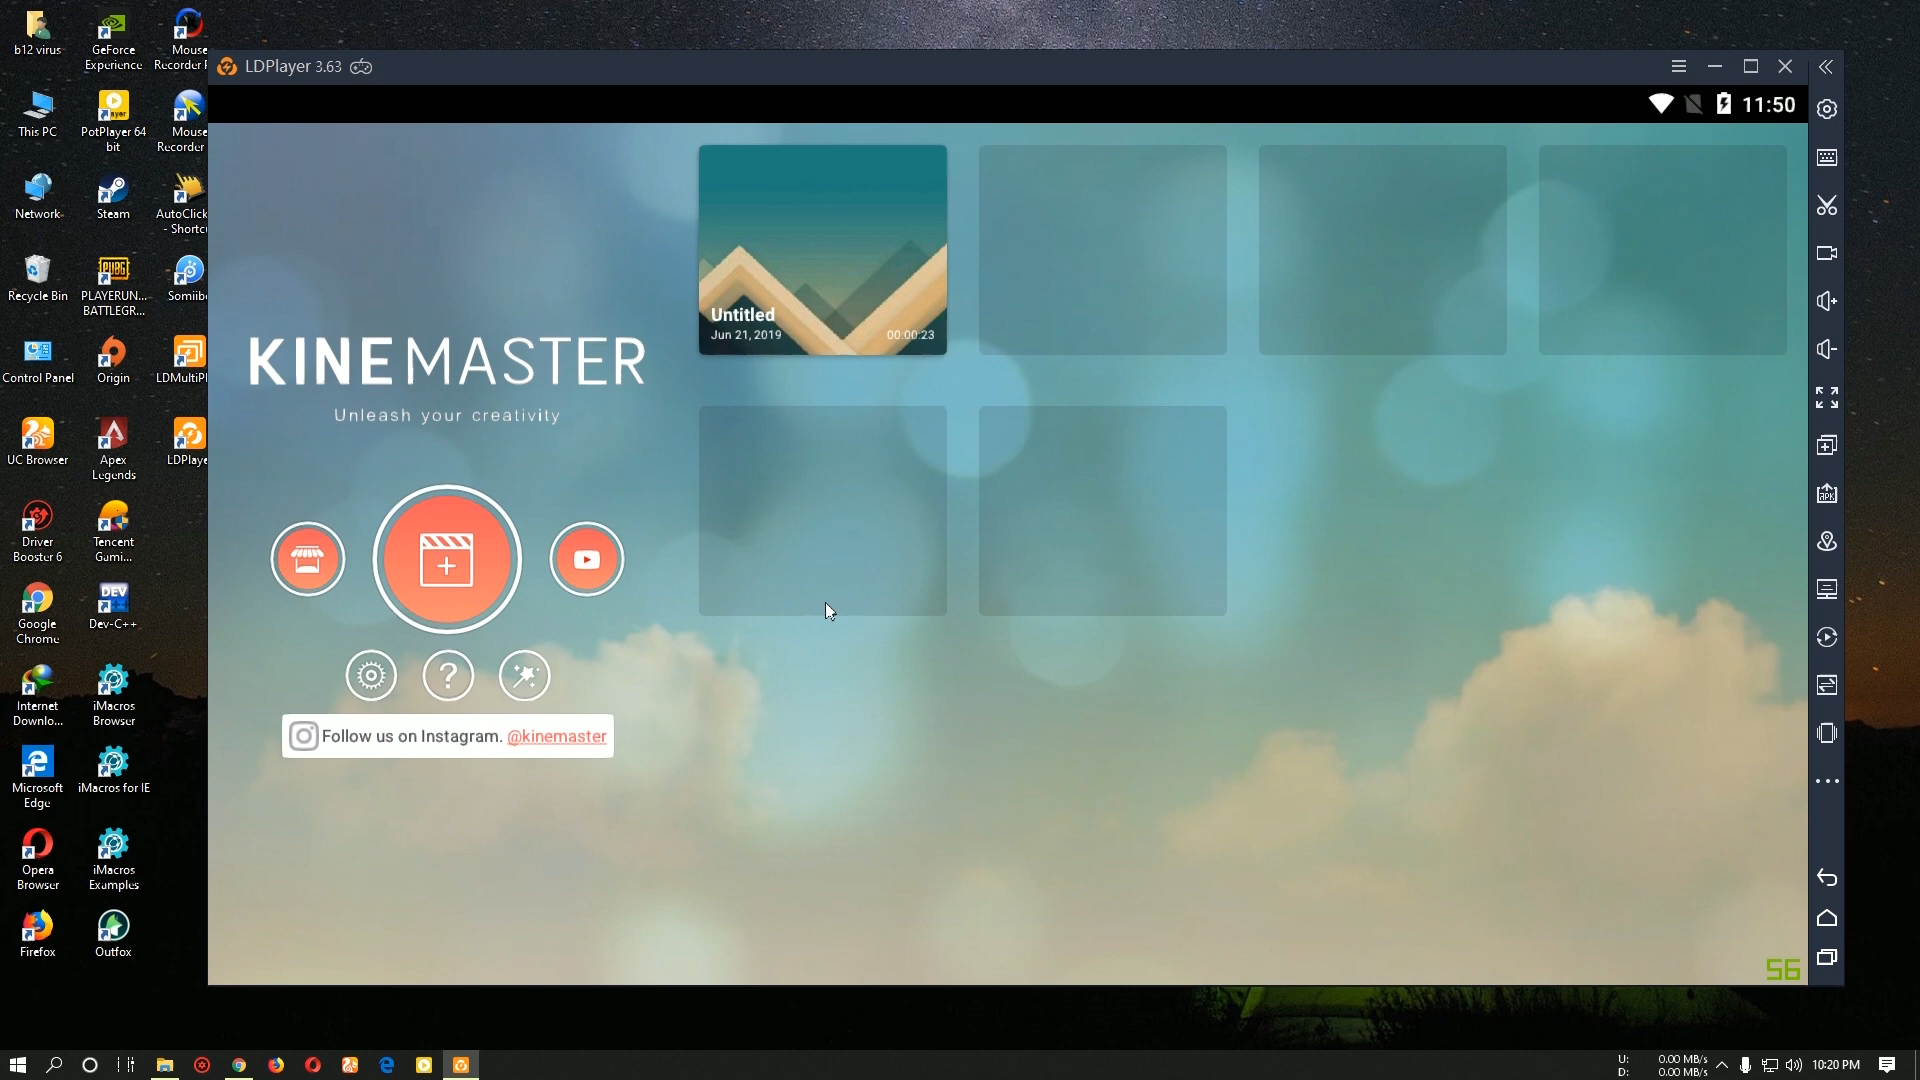 b12 virus
GeForce
Experience
Mouse
Recorder
This PC
PotPlayer 64
bit
Mouse
Recorder
Network
Steam
AutoClick
- Shortc
Recycle Bin
PLAYERUN...
BATTLEGR...
Somiib
Control Panel
Origin
LDMultiPl
UC Browser
Apex
Legends
LDPlaye
Driver
Booster 6
Tencent
Gami...
Google
Chrome
DEV
Dev-C++
Internet
Downlo...
iMacros
Browser
Microsoft
Edge
iMacros for IE
Opera
Browser
iMacros
Examples
Firefox
Outfox
PUBG
LDPlayer 3.63
11:50
KINEMASTER
Unleash your creativity
Untitled
Jun 21, 2019
00:00:23
?
Follow us on Instagram. @kinemaster
APK
56
U: 0.00 MB/s
D: 0.00 MB/s
10:20 PM